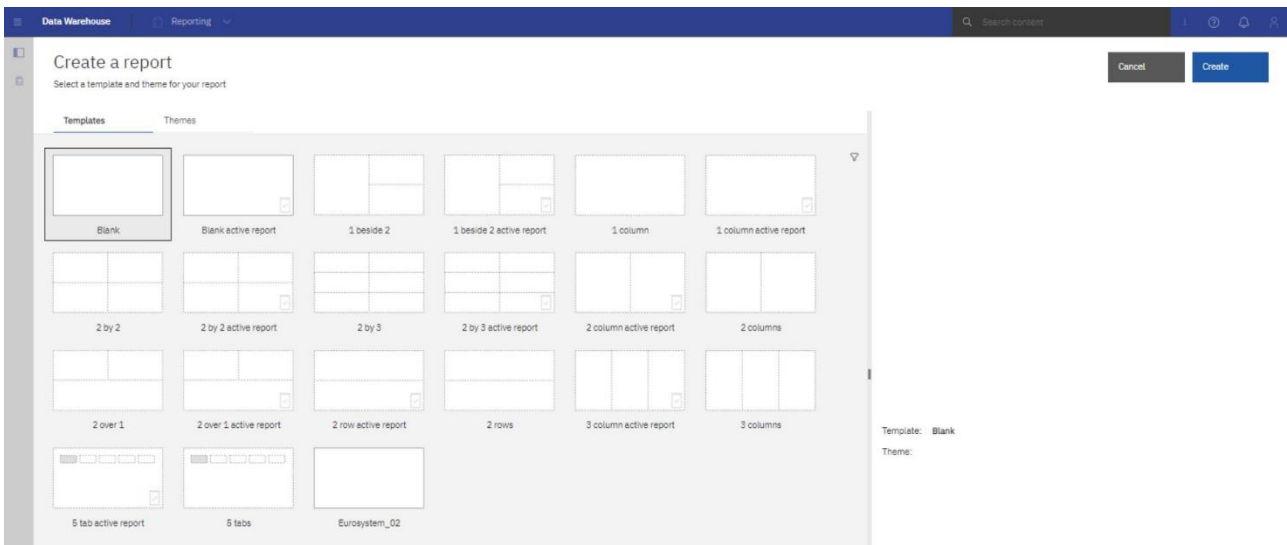 Data Warehouse Reporting Search content
Create a report
Cancel Create
Select a template and theme for your report
Templates Themes
Blank Blank active report 1 beside 2 1 beside 2 active report 1 column 1 column active report
2 by 2 2 by 2 active report 2 by 3 2 by 3 active report 2 column active report 2 columns
2 over 1 2 over 1 active report 2 row active report 2 rows 3 column active report 3 columns
Template: Blank
Theme:
5 tab active report 5 tabs Eurosystem_02